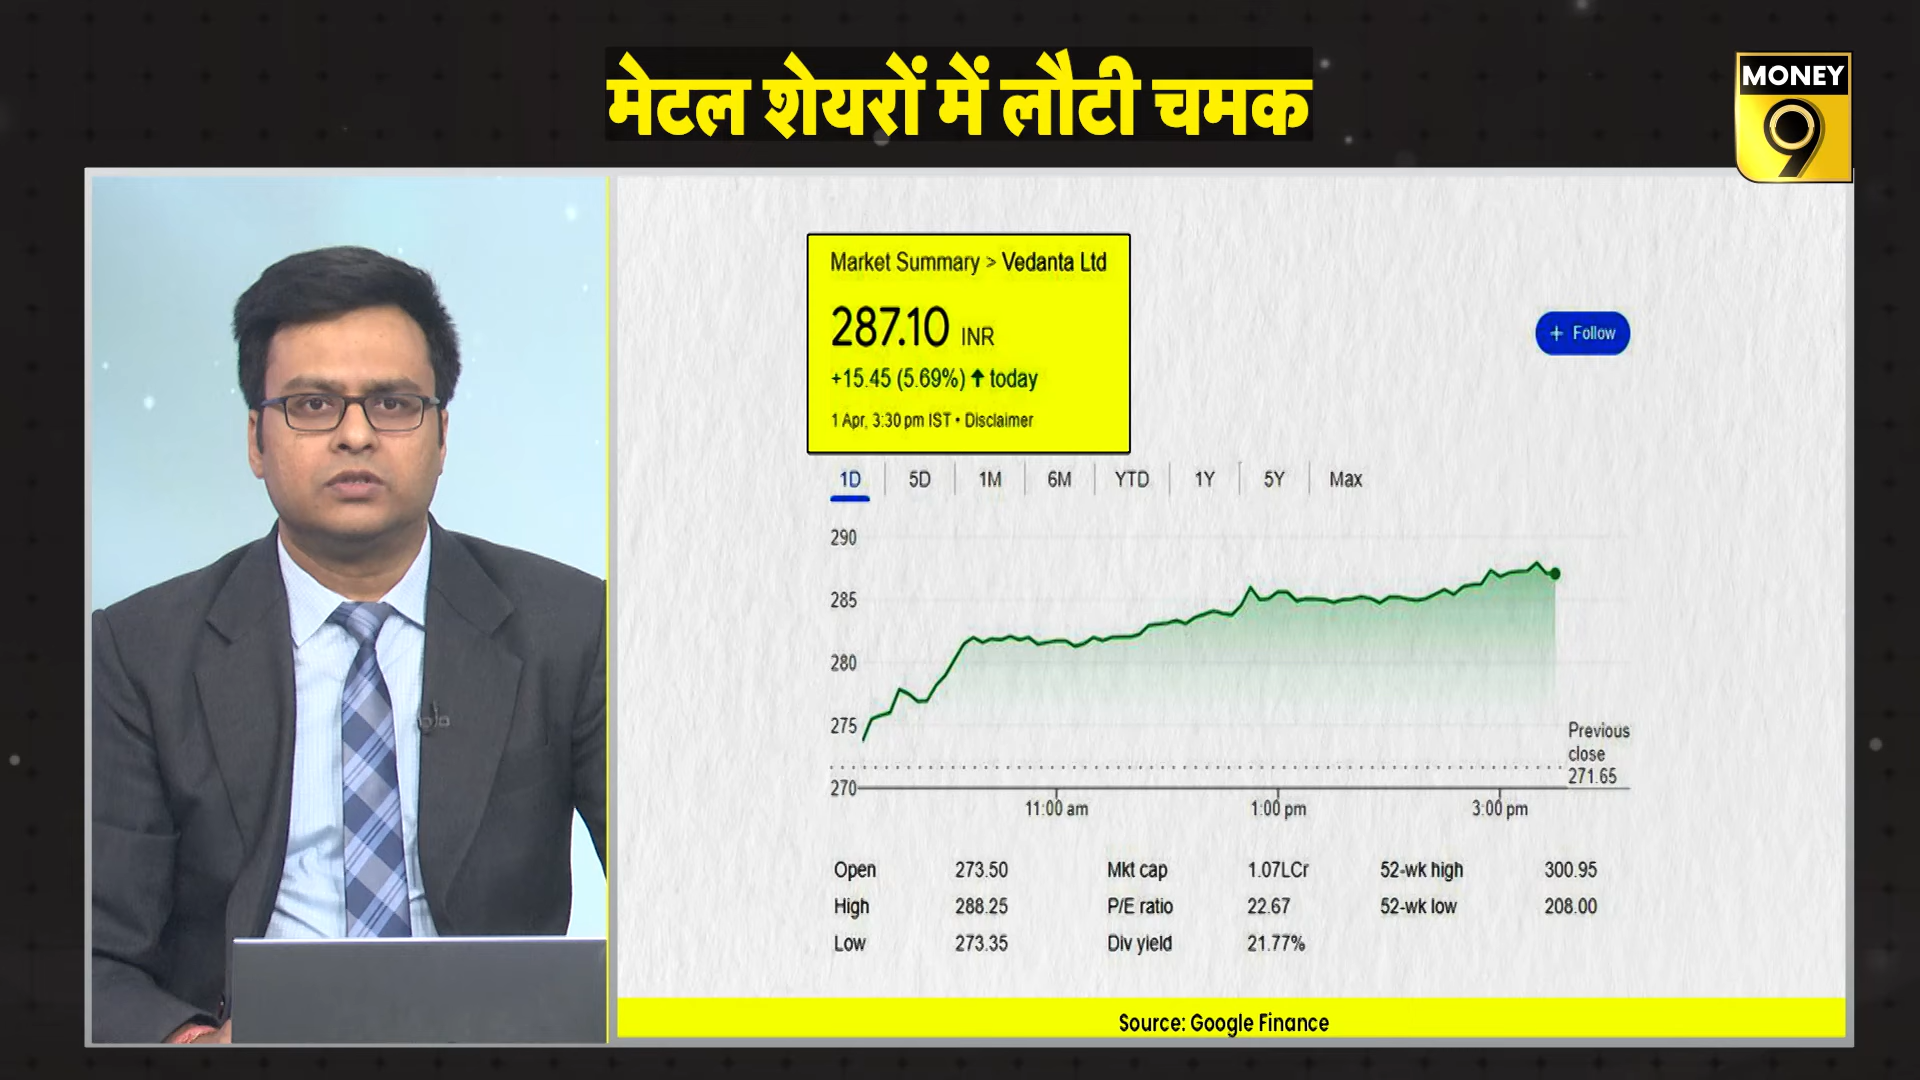 मेटल शेयरों में लौटी चमक
MONEY
9
Market Summary > Vedanta Ltd
287.10 INR
+15.45 (5.69%) ↑ today
1 Apr, 3:30 pm IST • Disclaimer
+ Follow
1D 5D 1M 6M YTD 1Y 5Y Max
290
285
280
275
270
Previous
close
271.65
11:00 am 1:00 pm 3:00 pm
Open 273.50 Mkt cap 1.07LCr 52-wk high 300.95
High 288.25 P/E ratio 22.67 52-wk low 208.00
Low 273.35 Div yield 21.77%
Source: Google Finance